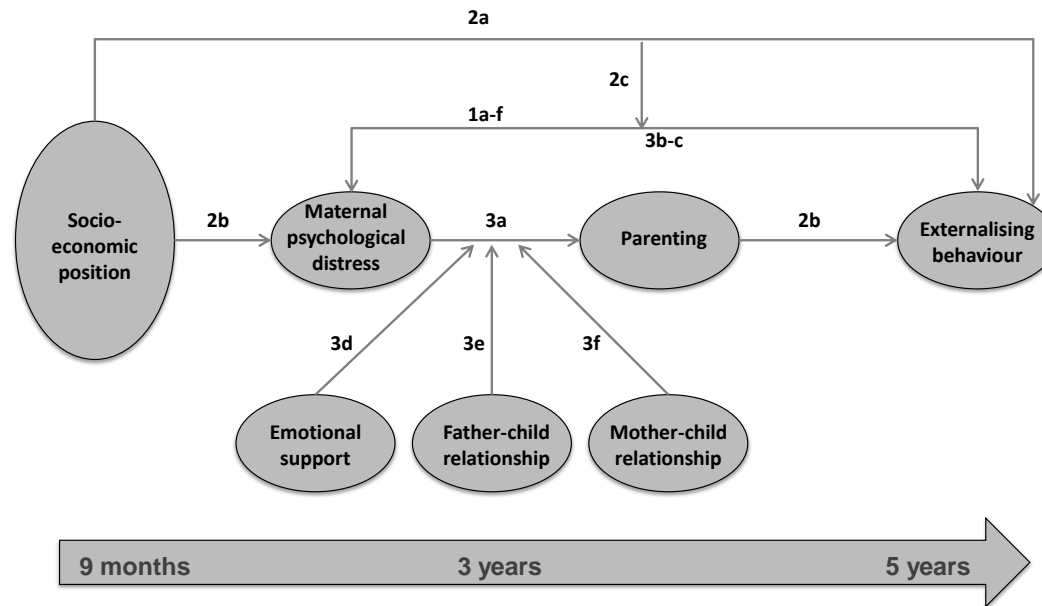 2a
2c
1a-f
3b-c
Socio-
economic
position
2b
Maternal
psychological
distress
3a
Parenting
2b
Externalising
behaviour
3d
3e
3f
Emotional
support
Father-child
relationship
Mother-child
relationship
9 months
3 years
5 years